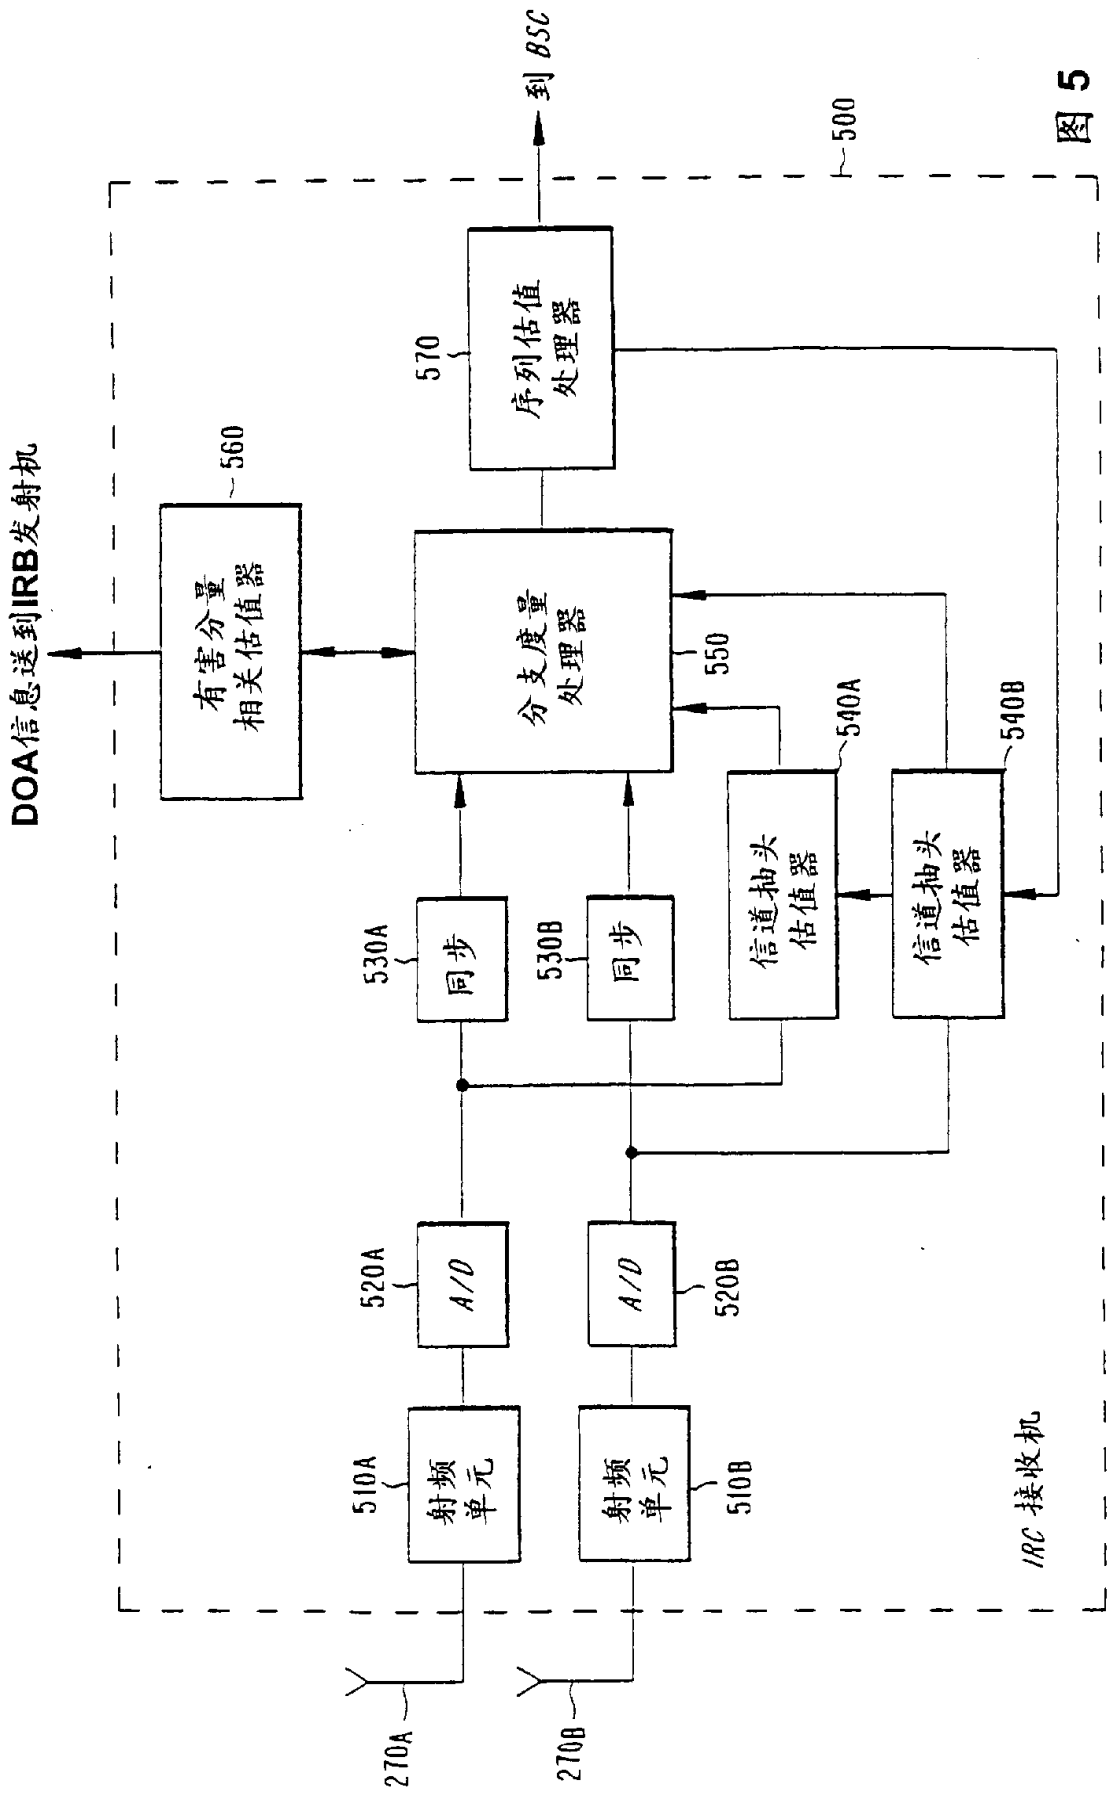 DOA信息送到IRB发射机
560
有害分量
相关估值器
570
序列估值
处理器
到 BSC
550
分支度量
处理器
530A
同步
530B
同步
540A
信道抽头
估值器
540B
信道抽头
估值器
520A
A/D
520B
A/D
510A
射频
单元
510B
射频
单元
270A
270B
IRC 接收机
500
图 5